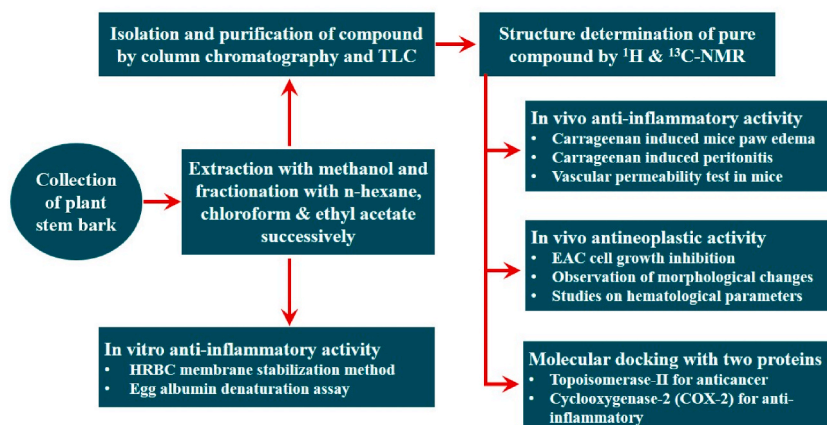 Isolation and purification of compound
by column chromatography and TLC
Structure determination of pure
compound by ¹H & ¹³C-NMR
Collection
of plant
stem bark
Extraction with methanol and
fractionation with n-hexane,
chloroform & ethyl acetate
successively
In vitro anti-inflammatory activity
• HRBC membrane stabilization method
• Egg albumin denaturation assay
In vivo anti-inflammatory activity
• Carrageenan induced mice paw edema
• Carrageenan induced peritonitis
• Vascular permeability test in mice
In vivo antineoplastic activity
• EAC cell growth inhibition
• Observation of morphological changes
• Studies on hematological parameters
Molecular docking with two proteins
• Topoisomerase-II for anticancer
• Cyclooxygenase-2 (COX-2) for anti-
inflammatory